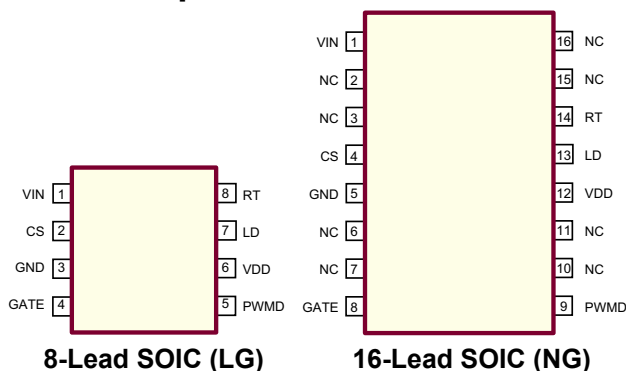 VIN 1
CS 2
GND 3
GATE 4
8 RT
7 LD
6 VDD
5 PWMD
8-Lead SOIC (LG)
VIN 1
NC 2
NC 3
CS 4
GND 5
NC 6
NC 7
GATE 8
16 NC
15 NC
14 RT
13 LD
12 VDD
11 NC
10 NC
9 PWMD
16-Lead SOIC (NG)